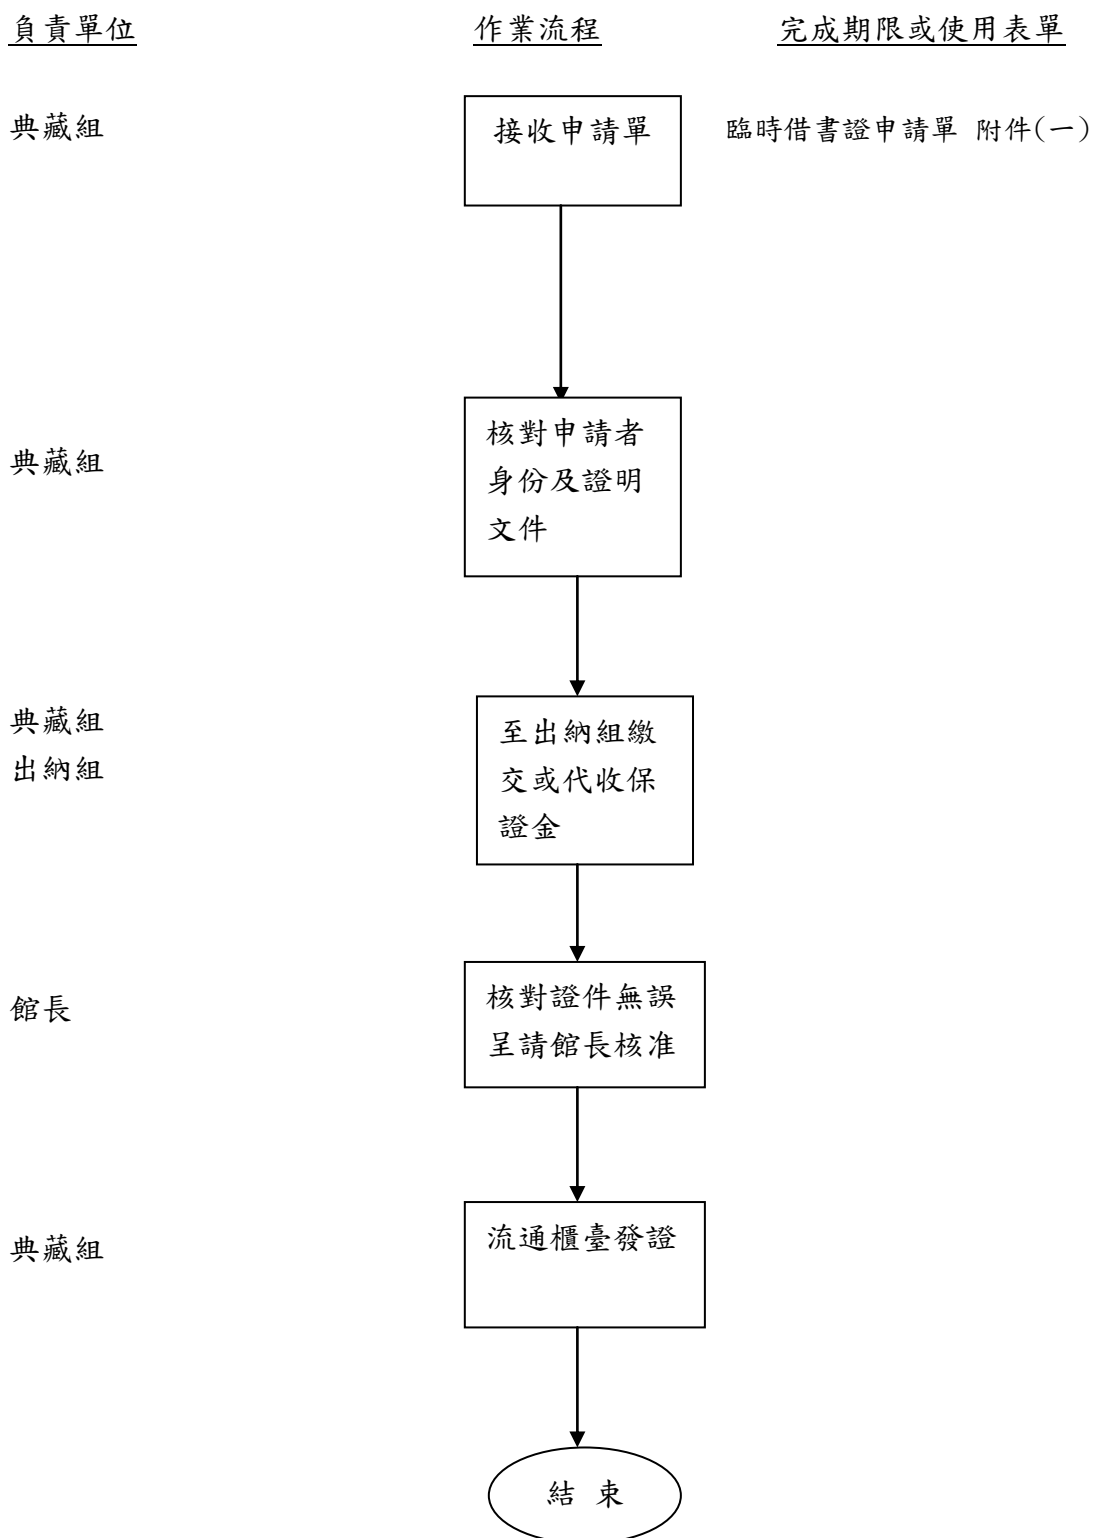 負責單位 作業流程 完成期限或使用表單
典藏組 接收申請單 臨時借書證申請單 附件(一)
核對申請者
典藏組 身份及證明
文件
典藏組 至出納組繳
出納組 交或代收保
證金
館長 核對證件無誤
呈請館長核准
典藏組 流通櫃臺發證
結 束